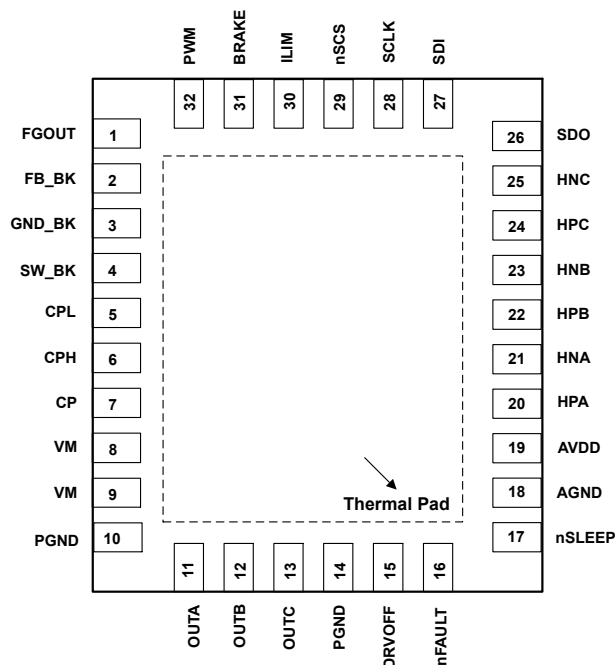 PWM
BRAKE
ILIM
nSCS
SCLK
SDI
32
31
30
29
28
27
FGOUT 1
FB_BK 2
GND_BK 3
SW_BK 4
CPL 5
CPH 6
CP 7
VM 8
VM 9
PGND 10
26 SDO
25 HNC
24 HPC
23 HNB
22 HPB
21 HNA
20 HPA
19 AVDD
18 AGND
17 nSLEEP
Thermal Pad
11
12
13
14
15
16
OUTA
OUTB
OUTC
PGND
DRVOFF
nFAULT